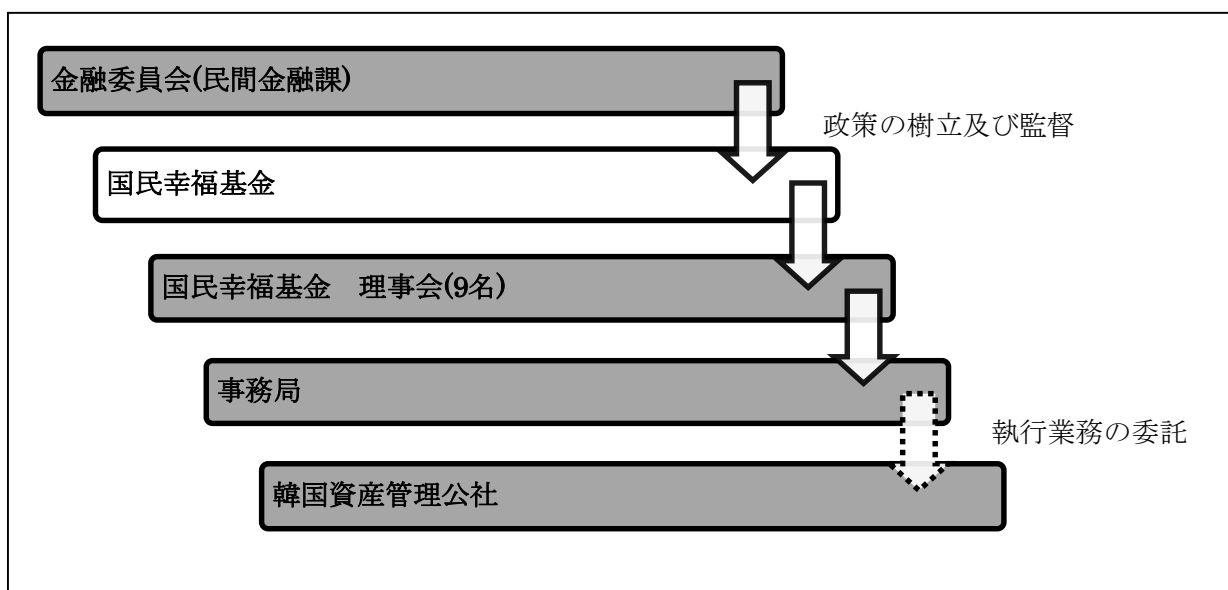 金融委員会(民間金融課)
政策の樹立及び監督
国民幸福基金
国民幸福基金　理事会(9名)
事務局
執行業務の委託
韓国資産管理公社